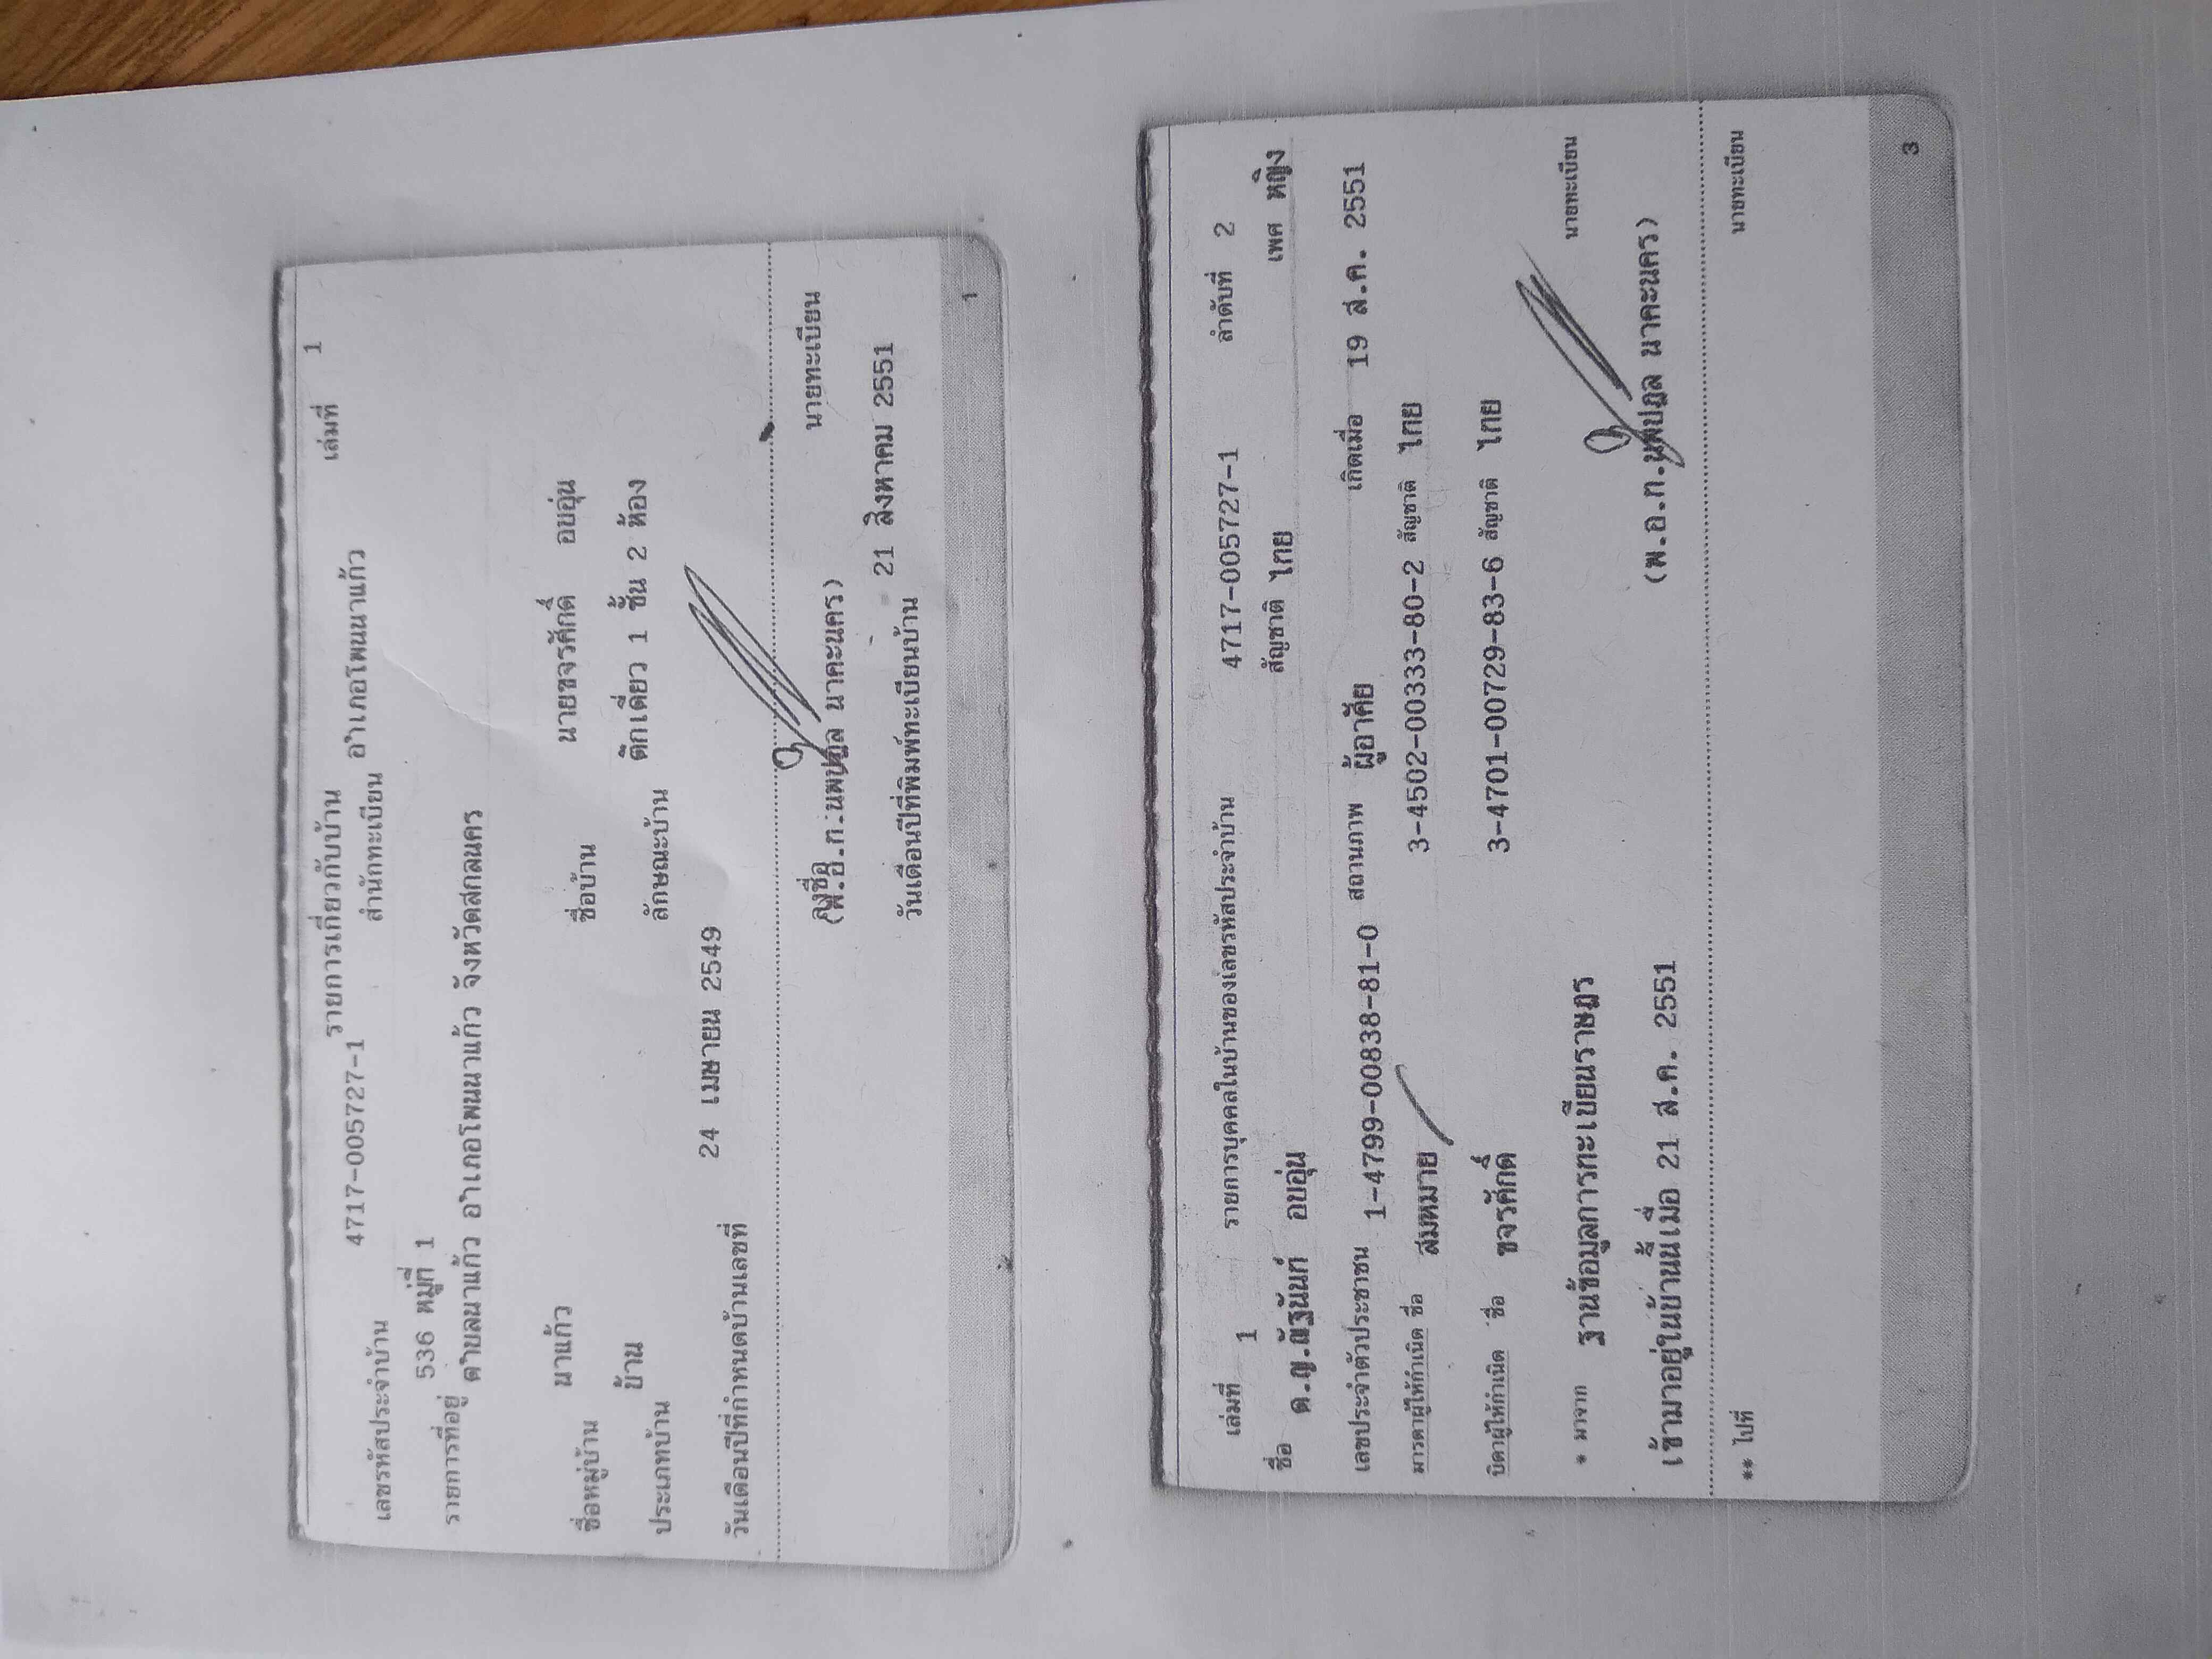 เล่มที่ 1
รายการเกี่ยวกับบ้าน
เลขรหัสประจำบ้าน 4717-005727-1 สำนักทะเบียน อำเภอโพนนาแก้ว
รายการที่อยู่ 536 หมู่ที่ 1
ตำบลนาแก้ว อำเภอโพนนาแก้ว จังหวัดสกลนคร
ชื่อหมู่บ้าน นาแก้ว ชื่อบ้าน นายขจรศักดิ์ อบอุ่น
ประเภทบ้าน บ้าน ลักษณะบ้าน ตึกเดี่ยว 1 ชั้น 2 ห้อง
วันเดือนปีที่กำหนดบ้านเลขที่ 24 เมษายน 2549
ลงชื่อ นายทะเบียน
(พ.อ.ท.นพปฎล นาคะนคร)
วันเดือนปีที่พิมพ์ทะเบียนบ้าน 21 สิงหาคม 2551
1
เล่มที่ 1 รายการบุคคลในบ้านของเลขรหัสประจำบ้าน 4717-005727-1 ลำดับที่ 2
ชื่อ ด.ญ.ณัฐนันท์ อบอุ่น สัญชาติ ไทย เพศ หญิง
เลขประจำตัวประชาชน 1-4799-00838-81-0 สถานภาพ ผู้อาศัย เกิดเมื่อ 19 ส.ค. 2551
มารดาผู้ให้กำเนิด ชื่อ สมหมาย 3-4502-00333-80-2 สัญชาติ ไทย
บิดาผู้ให้กำเนิด ชื่อ ขจรศักดิ์ 3-4701-00729-83-6 สัญชาติ ไทย
* มาจาก ฐานข้อมูลการทะเบียนราษฎร นายทะเบียน
เข้ามาอยู่ในบ้านนี้เมื่อ 21 ส.ค. 2551 (พ.อ.ท.นพปฎล นาคะนคร)
** ไปที่ นายทะเบียน
3